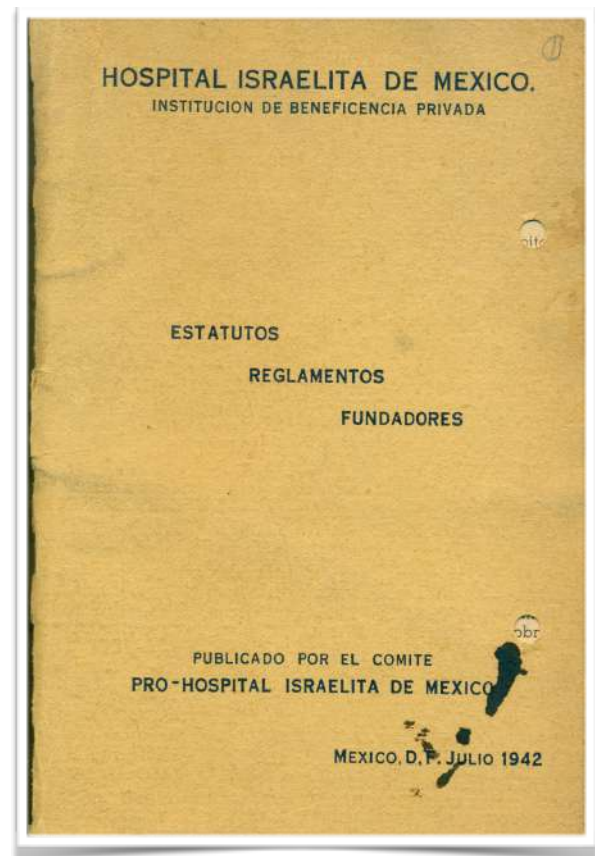 HOSPITAL ISRAELITA DE MEXICO.
INSTITUCION DE BENEFICENCIA PRIVADA
ESTATUTOS
REGLAMENTOS
FUNDADORES
PUBLICADO POR EL COMITE
PRO-HOSPITAL ISRAELITA DE MEXICO
MEXICO, D. F. JULIO 1942